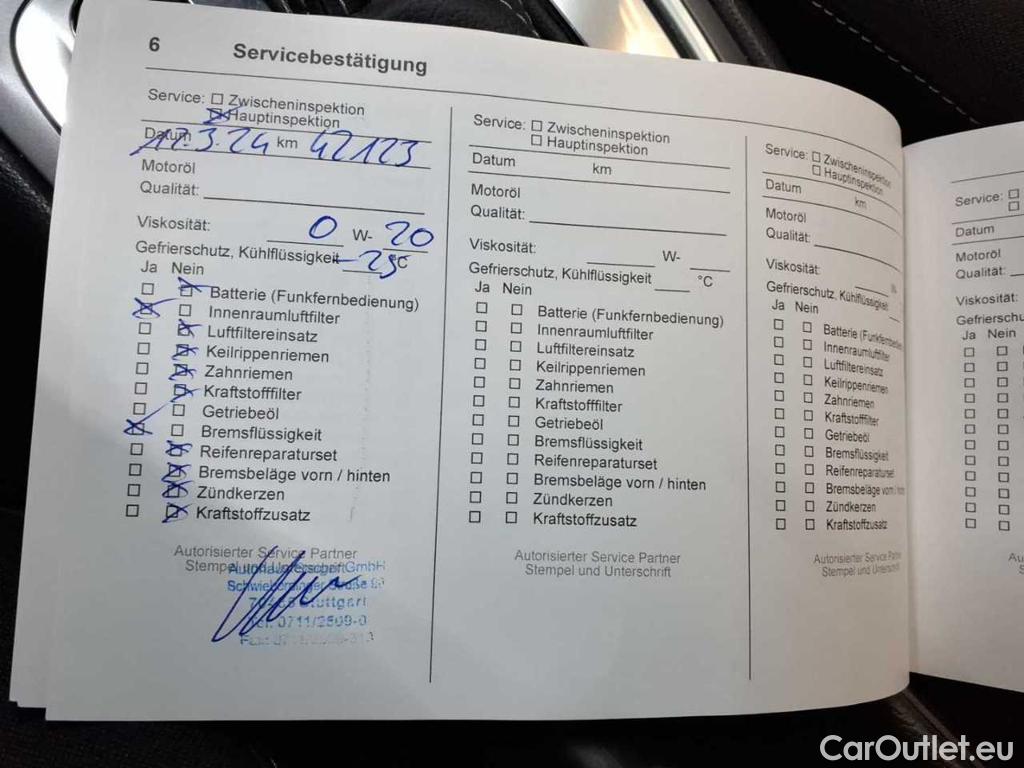 6 Servicebestätigung
Service: Zwischeninspektion
Hauptinspektion
Datum 12.3.24 km 42123
Motoröl
Qualität:
Viskosität: 0 W- 20
Gefrierschutz, Kühlflüssigkeit -25 °C
Ja Nein
Batterie (Funkfernbedienung)
Innenraumluftfilter
Luftfiltereinsatz
Keilrippenriemen
Zahnriemen
Kraftstofffilter
Getriebeöl
Bremsflüssigkeit
Reifenreparaturset
Bremsbeläge vorn / hinten
Zündkerzen
Kraftstoffzusatz
Autorisierter Service Partner
Stempel und Unterschrift
GmbH
Stuttgart
Tel. 0711/2509-0
Service: Zwischeninspektion
Hauptinspektion
Datum km
Motoröl
Qualität:
Viskosität: W-
Gefrierschutz, Kühlflüssigkeit °C
Ja Nein
Batterie (Funkfernbedienung)
Innenraumluftfilter
Luftfiltereinsatz
Keilrippenriemen
Zahnriemen
Kraftstofffilter
Getriebeöl
Bremsflüssigkeit
Reifenreparaturset
Bremsbeläge vorn / hinten
Zündkerzen
Kraftstoffzusatz
Autorisierter Service Partner
Stempel und Unterschrift
Service: Zwischeninspektion
Hauptinspektion
Datum km
Motoröl
Qualität:
Viskosität:
Gefrierschutz, Kühlflüssigkeit
Ja Nein
Batterie (Funkfernbedie
Innenraumluftfilter
Luftfiltereinsatz
Keilrippenriemen
Zahnriemen
Kraftstofffilter
Getriebeöl
Bremsflüssigkeit
Reifenreparaturset
Bremsbeläge vorn / 
Zündkerzen
Kraftstoffzusatz
Autorisierter Service Partn
Stempel und Unterschrift
Service:
Datum
Motoröl
Qualität:
Viskosität:
Gefrierschu
Ja Nein
CarOutlet.eu